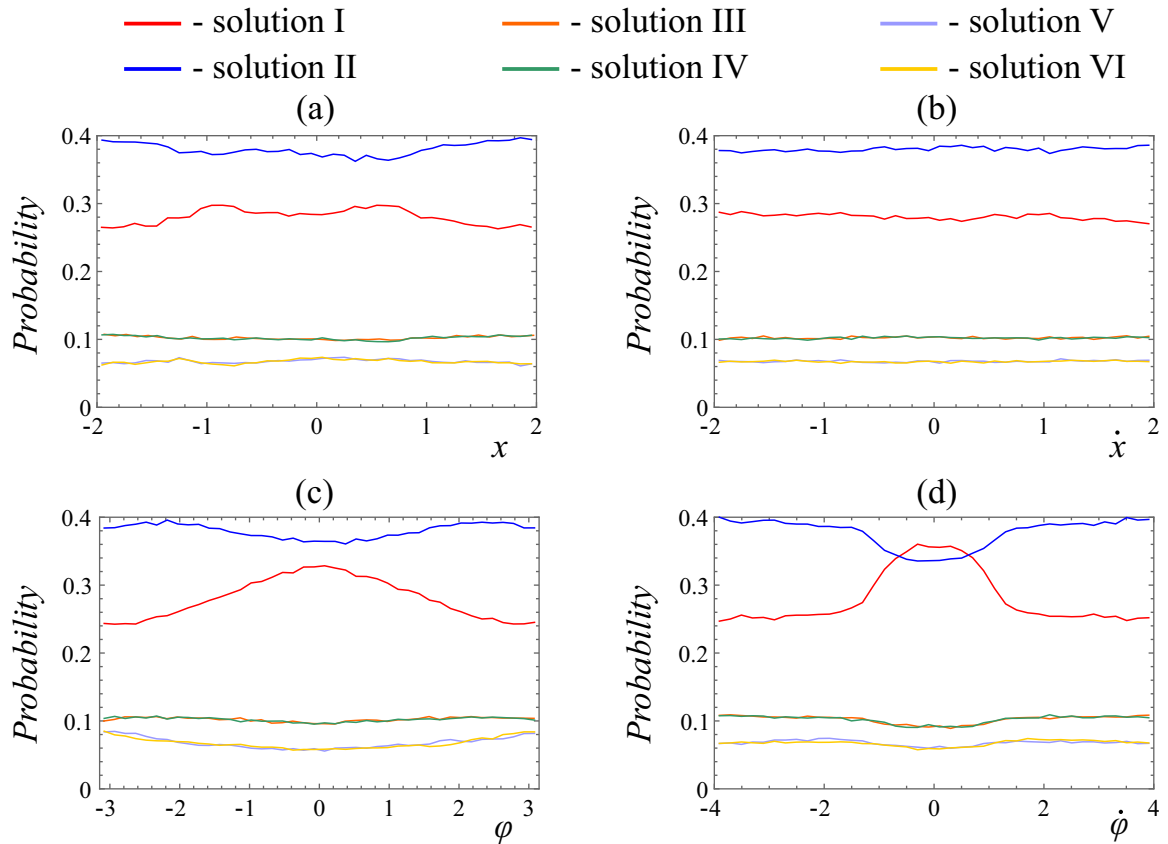 - solution I - solution III - solution V
- solution II - solution IV - solution VI
(a) (b)
Probability Probability
0.4 0.4
0.3 0.3
0.2 0.2
0.1 0.1
0 0
-2 -1 0 1 2 -2 -1 0 1 2
x ẋ
(c) (d)
Probability Probability
0.4 0.4
0.3 0.3
0.2 0.2
0.1 0.1
0 0
-3 -2 -1 0 1 2 3 -4 -2 0 2 4
φ φ̇